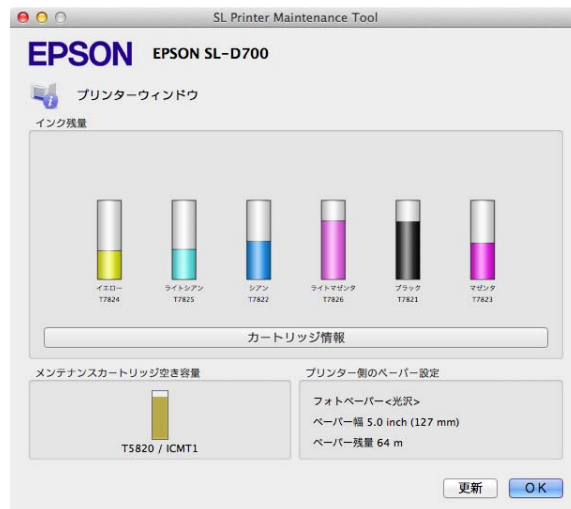 SL Printer Maintenance Tool
EPSON EPSON SL-D700
プリンターウィンドウ
インク残量
イエロー ライトシアン シアン ライトマゼンタ ブラック マゼンタ
T7824 T7825 T7822 T7826 T7821 T7823
カートリッジ情報
メンテナンスカートリッジ空き容量
T5820 / ICMT1
プリンター側のペーパー設定
フォトペーパー<光沢>
ペーパー幅 5.0 inch (127 mm)
ペーパー残量 64 m
更新 OK